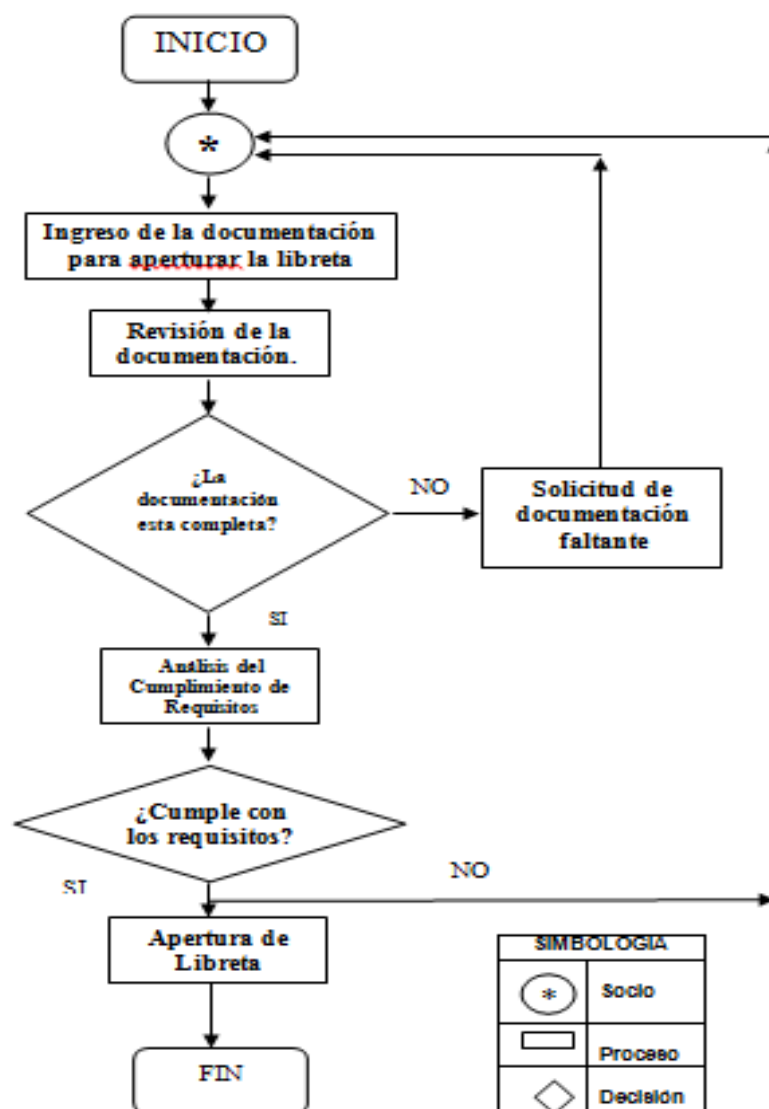 INICIO
*
Ingreso de la documentación
para aperturar la libreta
Revisión de la
documentación.
¿La
documentación
esta completa?
NO
Solicitud de
documentación
faltante
SI
Análisis del
Cumplimiento de
Requisitos
¿Cumple con
los requisitos?
SI
NO
Apertura de
Libreta
FIN
SIMBOLOGIA
* Socio
Proceso
Decisión